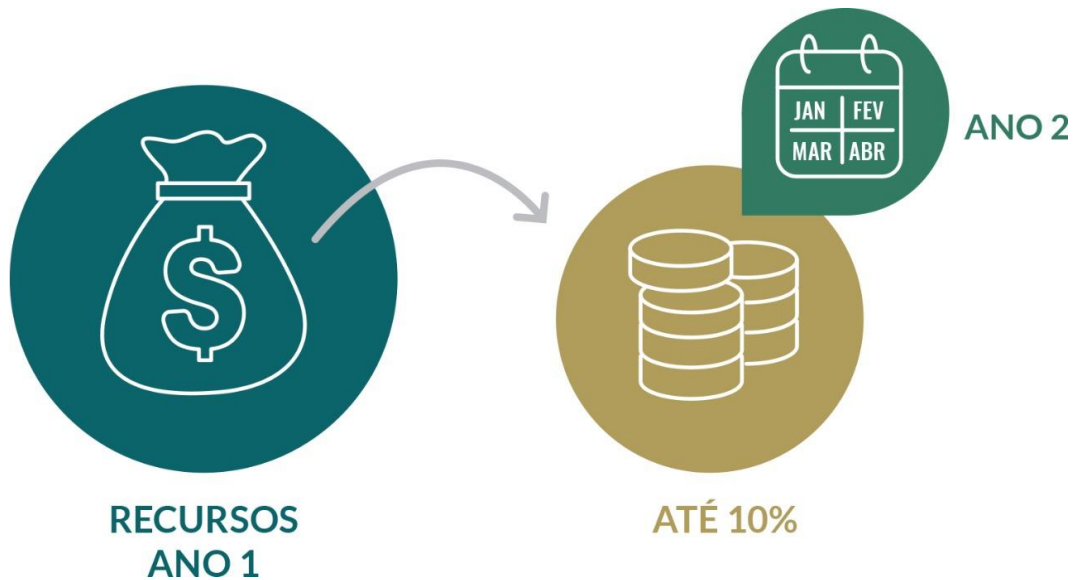 RECURSOS
ANO 1
$
ATÉ 10%
JAN FEV
MAR ABR
ANO 2